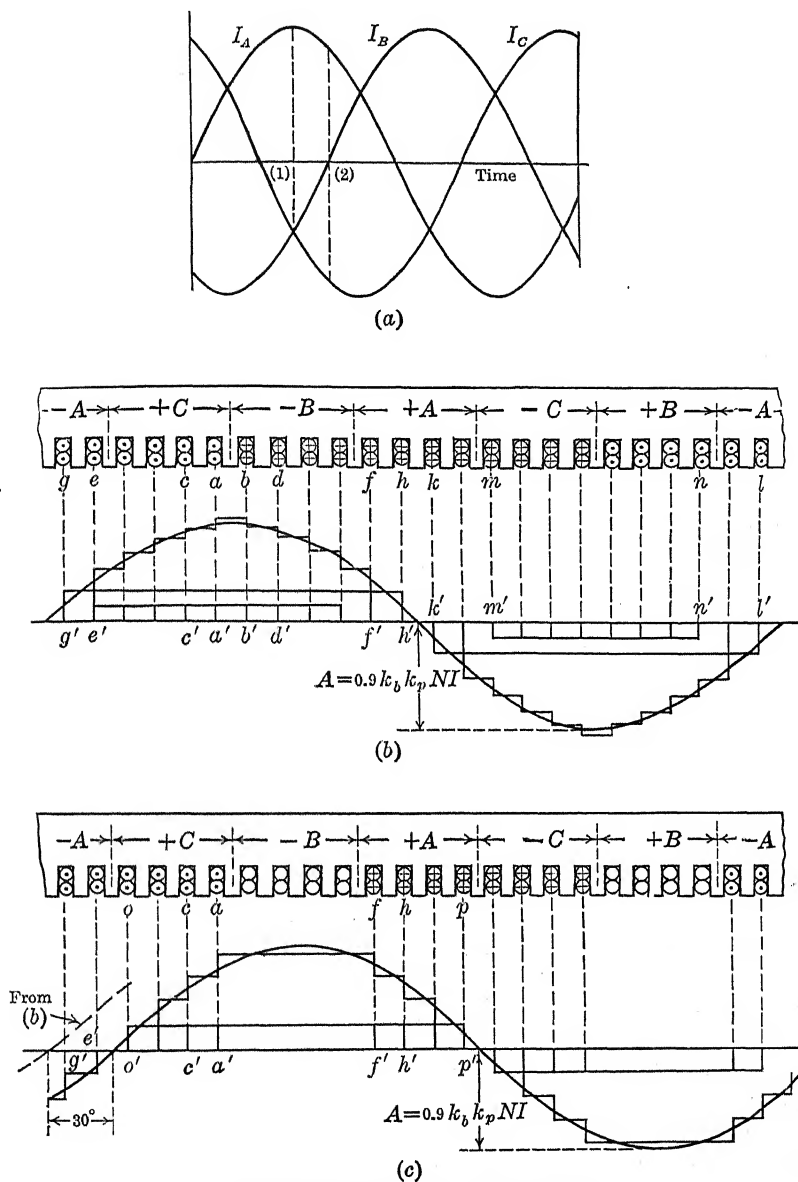 I_A I_B I_C
(1) (2) Time
(a)
-A +C -B +A -C +B -A
g e c a b d f h k m n l
k' m' n' l'
g' e' c' a' b' d' f' h'
A=0.9 k_b k_p NI
(b)
-A +C -B +A -C +B -A
o c a f h p
From
(b)
e'
g' o' c' a' f' h' p'
30°
A=0.9 k_b k_p NI
(c)